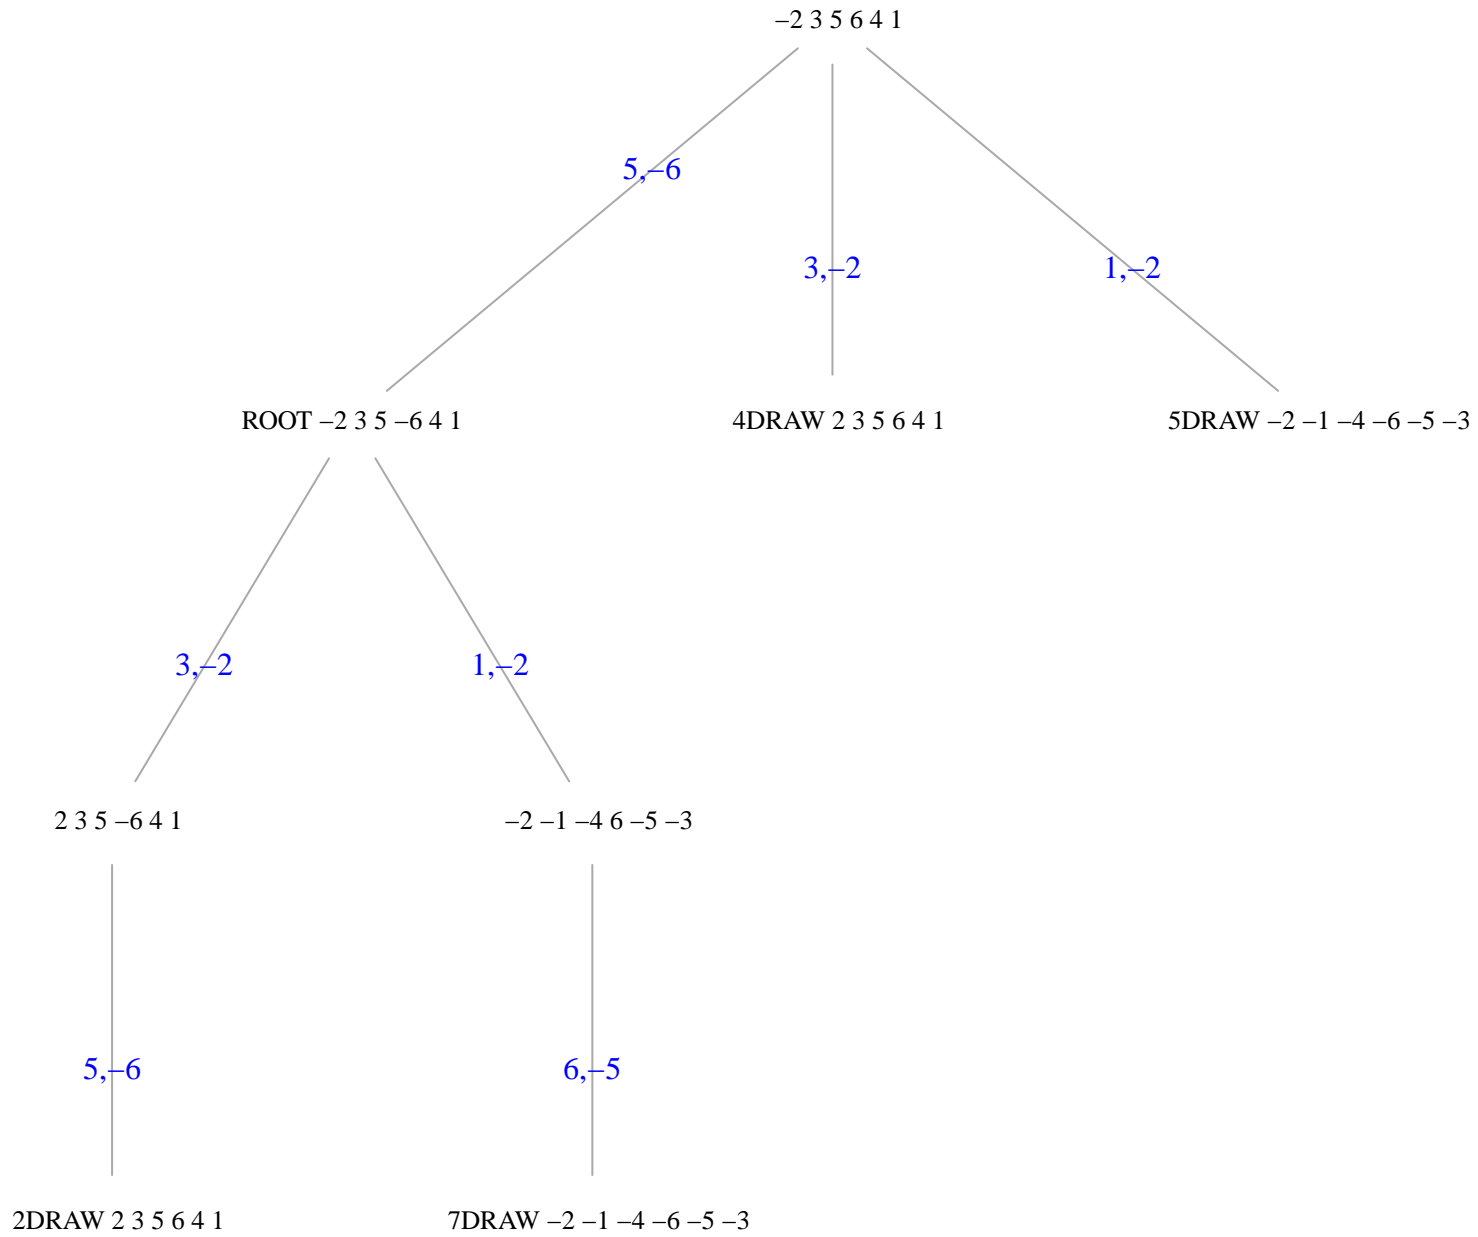 –2 3 5 6 4 1
5,–6
3,–2
1,–2
ROOT –2 3 5 –6 4 1
4DRAW 2 3 5 6 4 1
5DRAW –2 –1 –4 –6 –5 –3
3,–2
1,–2
2 3 5 –6 4 1
–2 –1 –4 6 –5 –3
5,–6
6,–5
2DRAW 2 3 5 6 4 1
7DRAW –2 –1 –4 –6 –5 –3